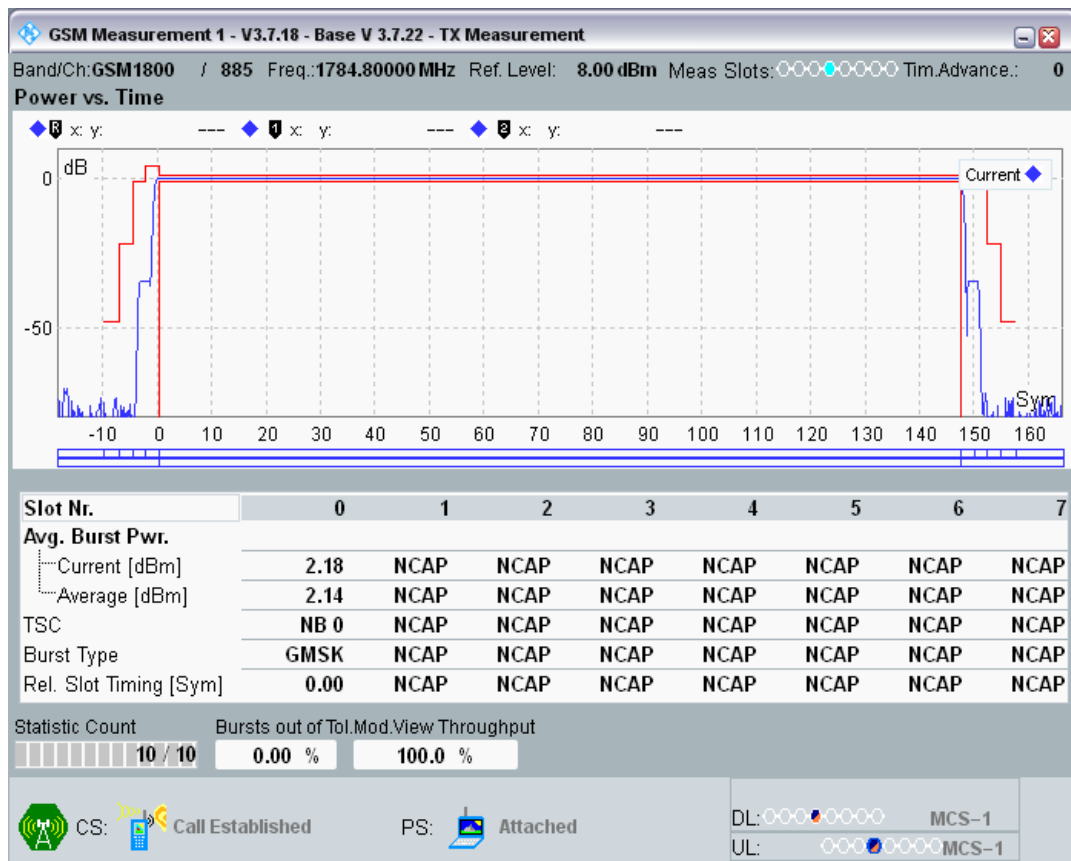 GSM Measurement 1 - V3.7.18 - Base V 3.7.22 - TX Measurement
Band/Ch:GSM1800 / 885 Freq.:1784.80000 MHz Ref. Level: 8.00 dBm Meas Slots: Tim.Advance.: 0
Power vs. Time
R x: y: --- 1 x: y: --- 2 x: y: ---
dB
0
Current
-50
Sym
-10 0 10 20 30 40 50 60 70 80 90 100 110 120 130 140 150 160
Slot Nr. 0 1 2 3 4 5 6 7
Avg. Burst Pwr.
Current [dBm] 2.18 NCAP NCAP NCAP NCAP NCAP NCAP NCAP
Average [dBm] 2.14 NCAP NCAP NCAP NCAP NCAP NCAP NCAP
TSC NB 0 NCAP NCAP NCAP NCAP NCAP NCAP NCAP
Burst Type GMSK NCAP NCAP NCAP NCAP NCAP NCAP NCAP
Rel. Slot Timing [Sym] 0.00 NCAP NCAP NCAP NCAP NCAP NCAP NCAP
Statistic Count Bursts out of Tol.Mod.View Throughput
10 / 10 0.00 % 100.0 %
CS: Call Established PS: Attached DL: MCS-1
UL: MCS-1